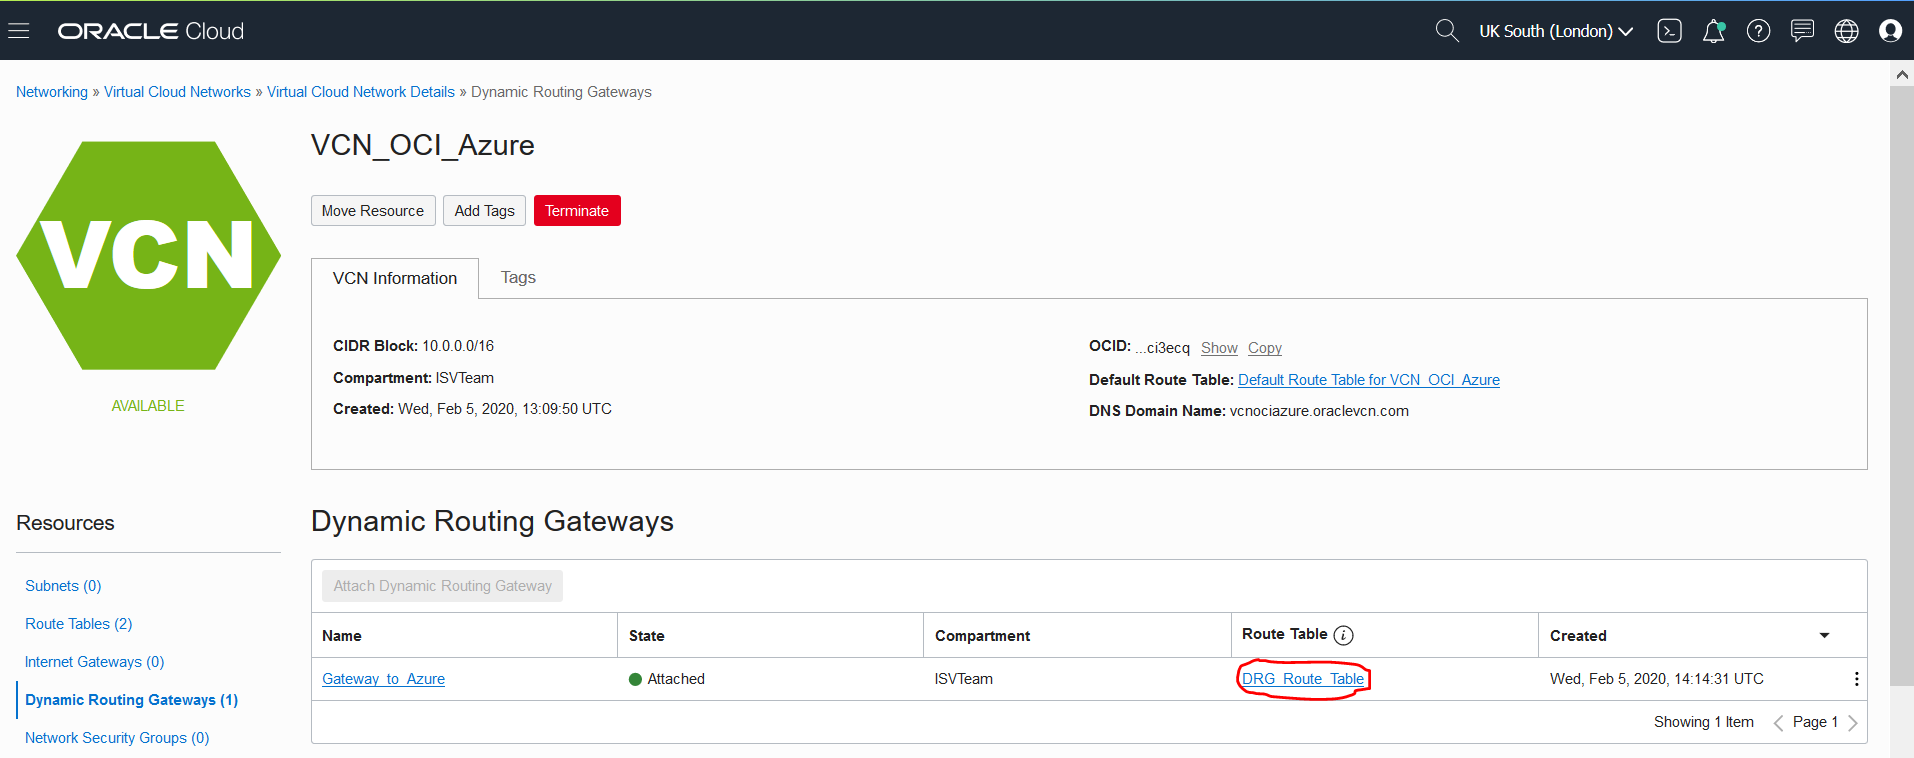 ORACLE Cloud
UK South (London)
Networking » Virtual Cloud Networks » Virtual Cloud Network Details » Dynamic Routing Gateways
VCN
AVAILABLE
VCN_OCI_Azure
Move Resource Add Tags Terminate
VCN Information Tags
CIDR Block: 10.0.0.0/16
Compartment: ISVTeam
Created: Wed, Feb 5, 2020, 13:09:50 UTC
OCID: ...ci3ecq Show Copy
Default Route Table: Default Route Table for VCN_OCI_Azure
DNS Domain Name: vcnociazure.oraclevcn.com
Resources
Subnets (0)
Route Tables (2)
Internet Gateways (0)
Dynamic Routing Gateways (1)
Network Security Groups (0)
Dynamic Routing Gateways
Attach Dynamic Routing Gateway
Name State Compartment Route Table i Created
Gateway_to_Azure Attached ISVTeam DRG_Route_Table Wed, Feb 5, 2020, 14:14:31 UTC
Showing 1 Item Page 1